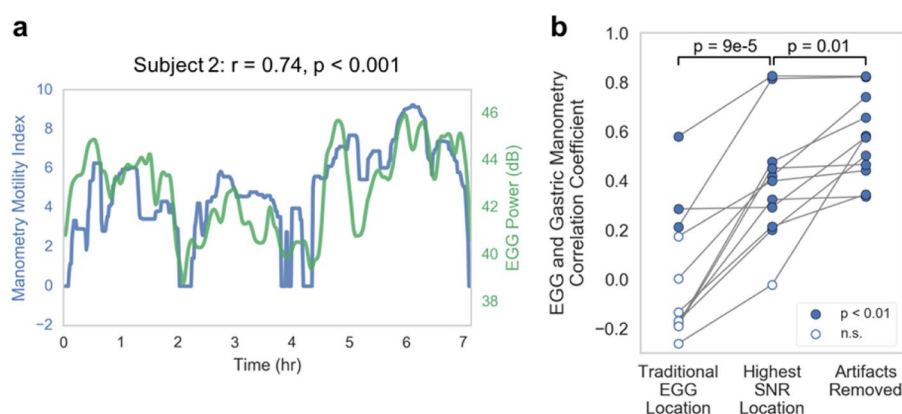 a
Subject 2: r = 0.74, p < 0.001
Manometry Motility Index
10
8
6
4
2
0
−2
46
44
42
40
38
EGG Power (dB)
0 1 2 3 4 5 6 7
Time (hr)
b
p = 9e-5 p = 0.01
EGG and Gastric Manometry
Correlation Coefficient
1.0
0.8
0.6
0.4
0.2
0.0
−0.2
p < 0.01
n.s.
Traditional
EGG
Location
Highest
SNR
Location
Artifacts
Removed